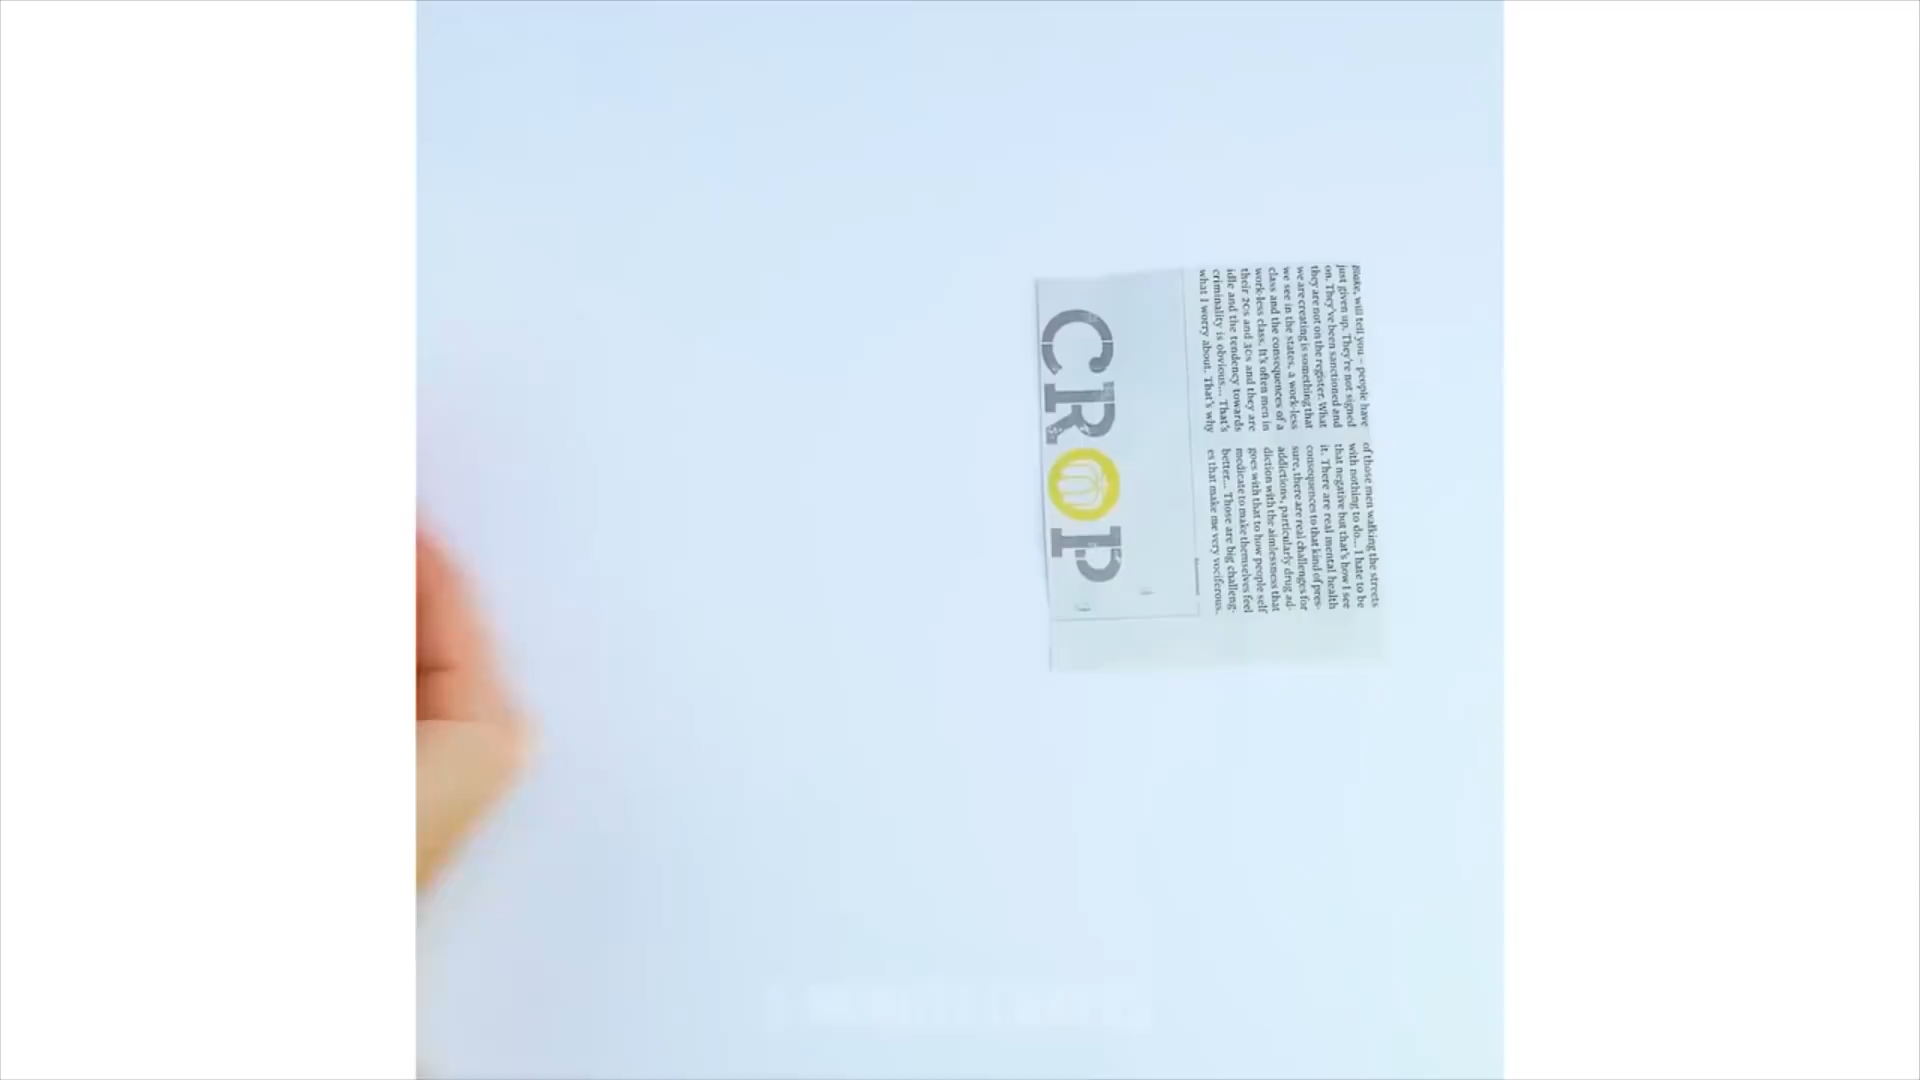 Blake, will tell you – people have
just given up. They're not signed
on. They've been sanctioned and
they are not on the register. What
we are creating is something that
we see in the states, a work-less
class and the consequences of a
work-less class. It's often men in
their 20s and 30s and they are
idle and the tendency towards
criminality is obvious... That's
what I worry about. That's why
of those men walking the streets
with nothing to do... I hate to be
that negative but that's how I see
it. There are real mental health
consequences to that kind of pres-
sure, there are real challenges for
addictions, particularly drug ad-
diction with the aimlessness that
goes with that to how people self
medicate to make themselves feel
better... Those are big challeng-
es that make me very vociferous.
CROP